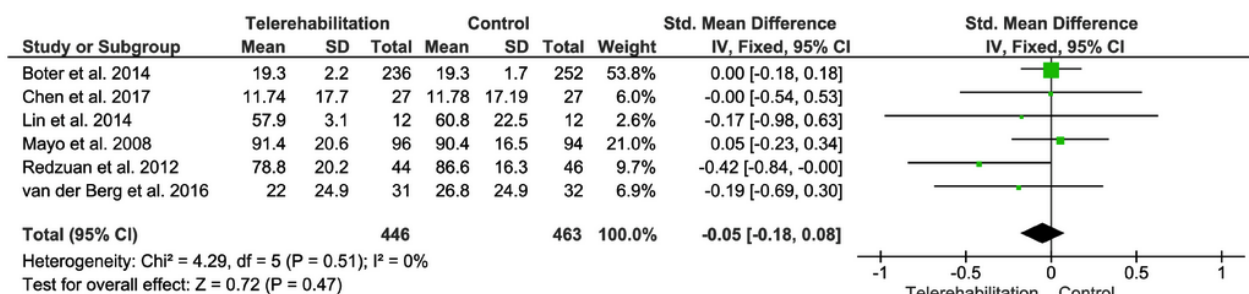 Telerehabilitation Control Std. Mean Difference Std. Mean Difference
Study or Subgroup Mean SD Total Mean SD Total Weight IV, Fixed, 95% CI IV, Fixed, 95% CI
Boter et al. 2014 19.3 2.2 236 19.3 1.7 252 53.8% 0.00 [-0.18, 0.18]
Chen et al. 2017 11.74 17.7 27 11.78 17.19 27 6.0% -0.00 [-0.54, 0.53]
Lin et al. 2014 57.9 3.1 12 60.8 22.5 12 2.6% -0.17 [-0.98, 0.63]
Mayo et al. 2008 91.4 20.6 96 90.4 16.5 94 21.0% 0.05 [-0.23, 0.34]
Redzuan et al. 2012 78.8 20.2 44 86.6 16.3 46 9.7% -0.42 [-0.84, -0.00]
van der Berg et al. 2016 22 24.9 31 26.8 24.9 32 6.9% -0.19 [-0.69, 0.30]
Total (95% CI) 446 463 100.0% -0.05 [-0.18, 0.08]
Heterogeneity: Chi² = 4.29, df = 5 (P = 0.51); I² = 0%
Test for overall effect: Z = 0.72 (P = 0.47)
-1 -0.5 0 0.5 1
Telerehabilitation Control